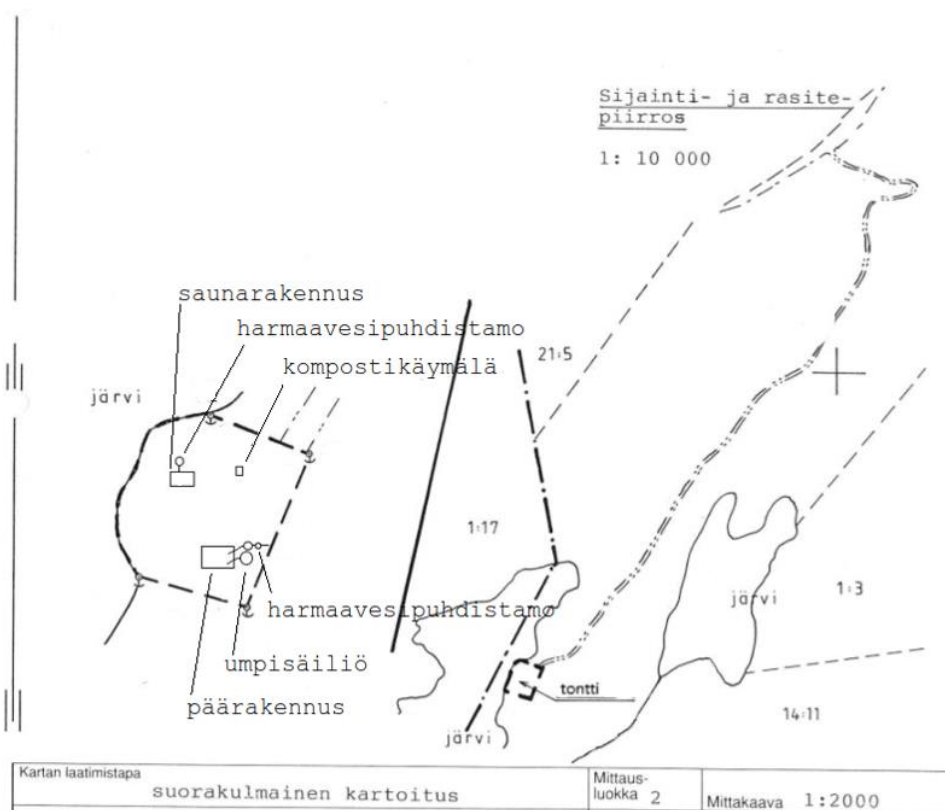 Sijainti- ja rasite-
piirros
1: 10 000
saunarakennus
harmaavesipuhdistamo
kompostikäymälä
järvi
21:5
1:17
järvi
1:3
harmaavesipuhdistamo
umpisäiliö
tontti
päärakennus
14:11
järvi
Kartan laatimistapa
suorakulmainen kartoitus
Mittaus-
luokka 2
Mittakaava 1:2000